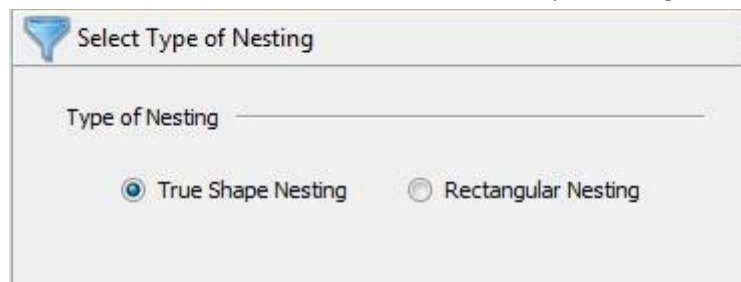 Select Type of Nesting
Type of Nesting
True Shape Nesting Rectangular Nesting